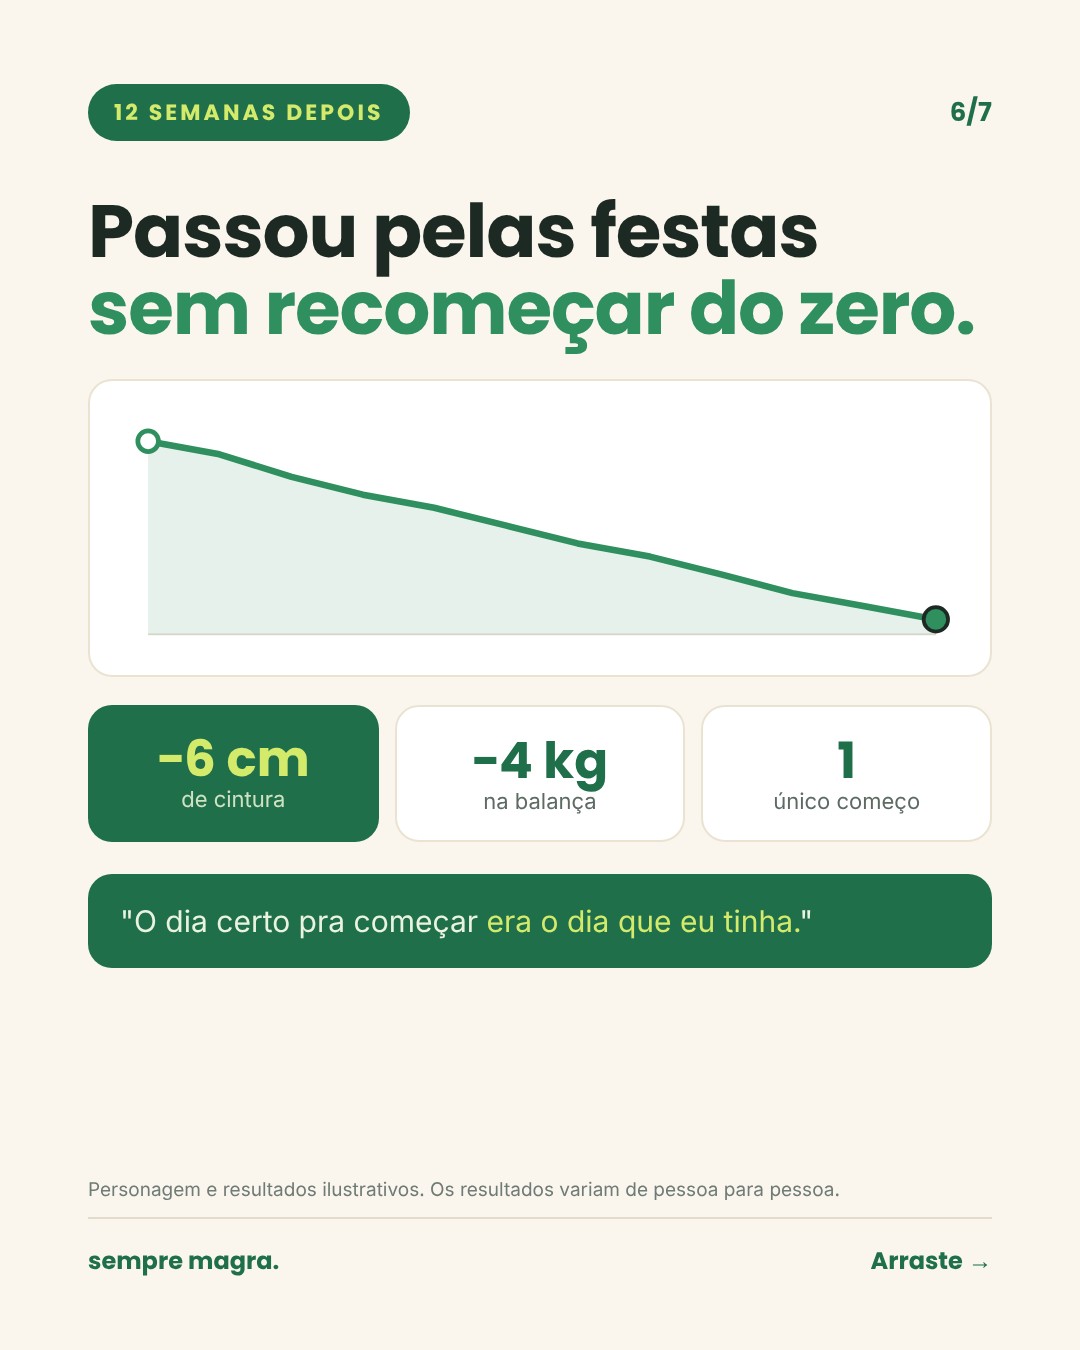 12 SEMANAS DEPOIS
6/7
Passou pelas festas
sem recomeçar do zero.
−6 cm
de cintura
−4 kg
na balança
1
único começo
"O dia certo pra começar era o dia que eu tinha."
Personagem e resultados ilustrativos. Os resultados variam de pessoa para pessoa.
sempre magra.
Arraste →